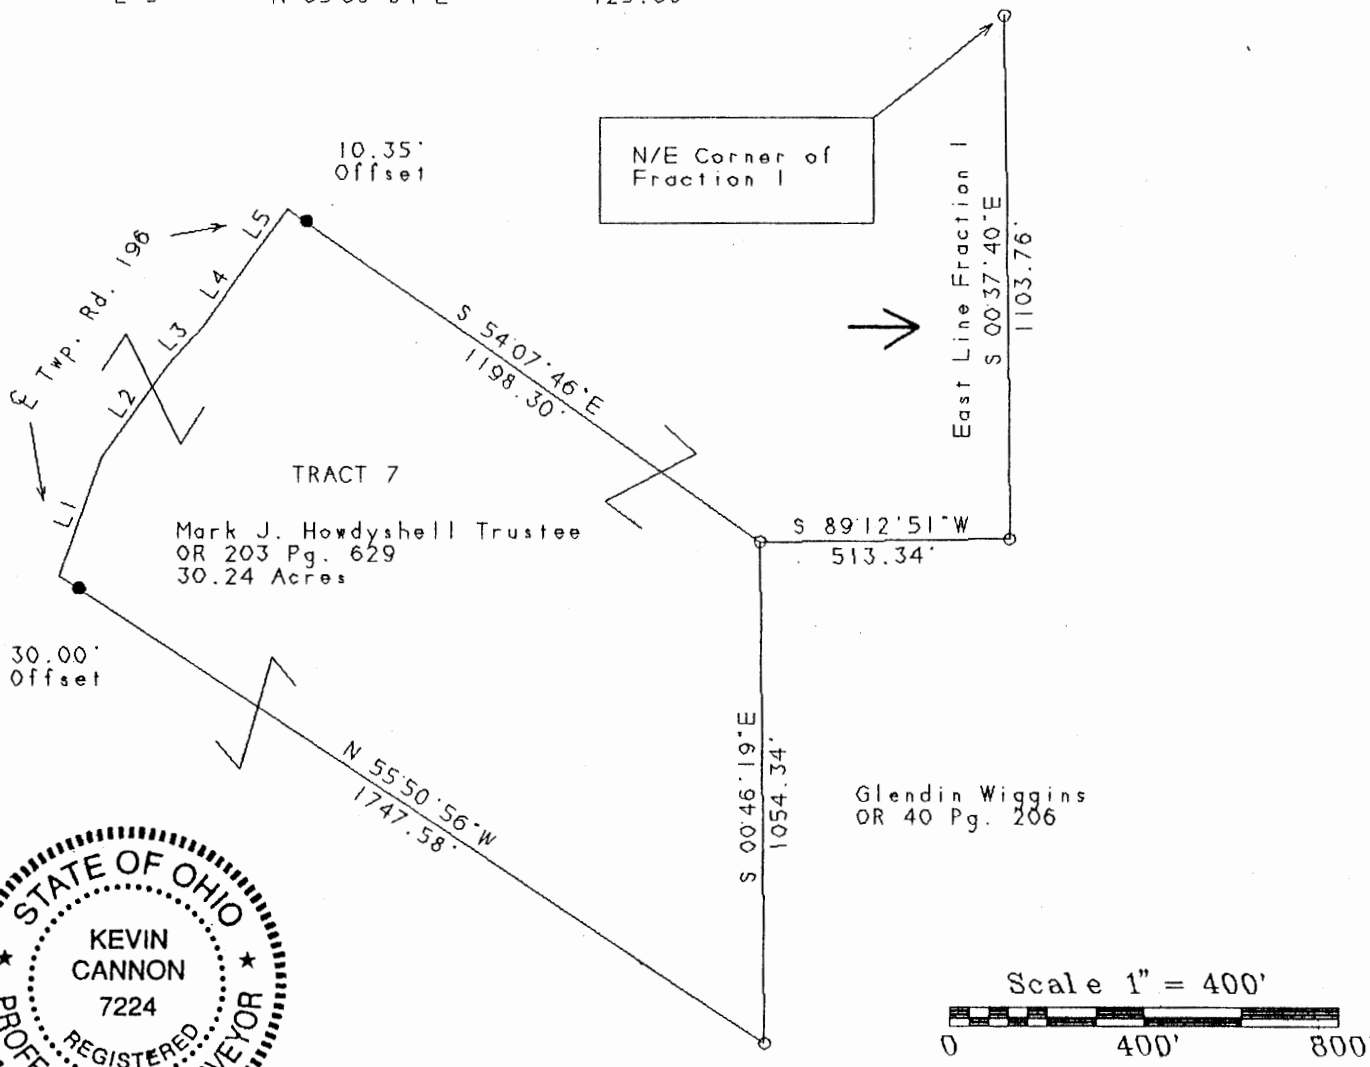 10.35'
Offset
N/E Corner of
Fraction 1
East Line Fraction 1
S 00°37'40"E
1103.76'
L5
L4
L3
L2
L1
℄ Twp. Rd. 196
S 54°07'46"E
1198.30'
TRACT 7
Mark J. Howdyshell Trustee
OR 203 Pg. 629
30.24 Acres
S 89°12'51"W
513.34'
30.00'
Offset
N 55°50'56"W
1747.58'
S 00°46'19"E
1054.34'
Glendin Wiggins
OR 40 Pg. 206
STATE OF OHIO
KEVIN
CANNON
7224
REGISTERED
Scale 1" = 400'
0 400' 800'